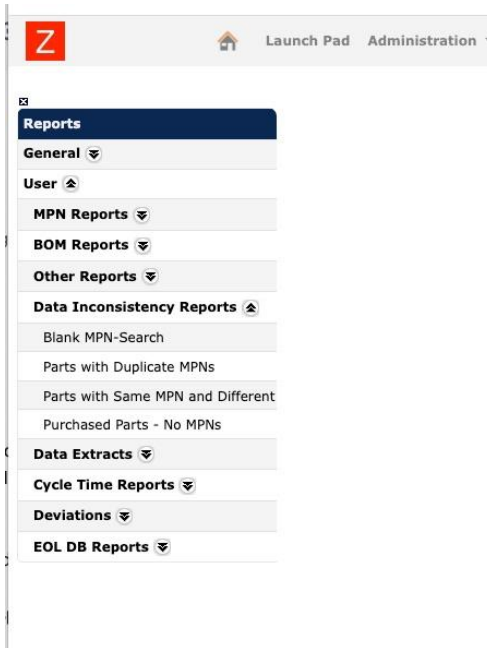 Z
Launch Pad Administration
Reports
General
User
MPN Reports
BOM Reports
Other Reports
Data Inconsistency Reports
Blank MPN-Search
Parts with Duplicate MPNs
Parts with Same MPN and Different
Purchased Parts - No MPNs
Data Extracts
Cycle Time Reports
Deviations
EOL DB Reports